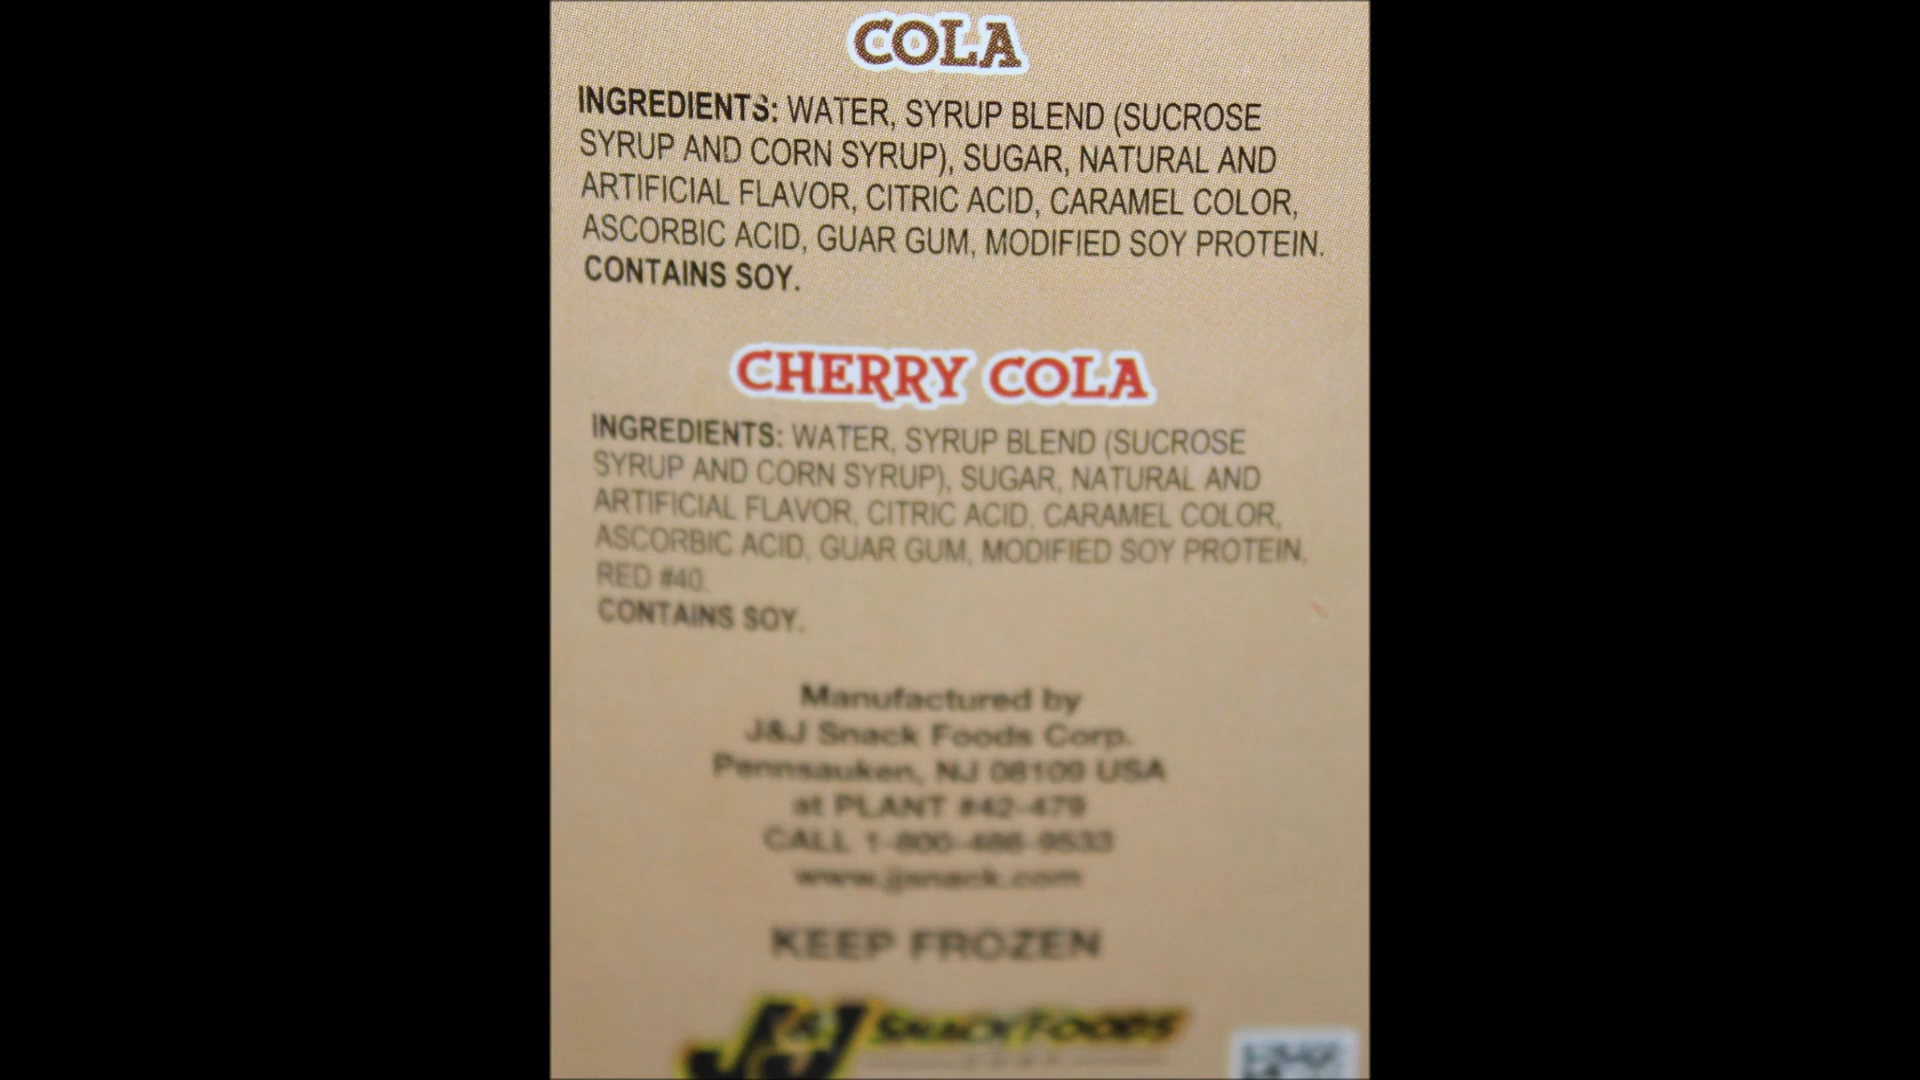 COLA
INGREDIENTS: WATER, SYRUP BLEND (SUCROSE
SYRUP AND CORN SYRUP), SUGAR, NATURAL AND
ARTIFICIAL FLAVOR, CITRIC ACID, CARAMEL COLOR,
ASCORBIC ACID, GUAR GUM, MODIFIED SOY PROTEIN.
CONTAINS SOY.
CHERRY COLA
INGREDIENTS: WATER, SYRUP BLEND (SUCROSE
SYRUP AND CORN SYRUP), SUGAR, NATURAL AND
ARTIFICIAL FLAVOR, CITRIC ACID, CARAMEL COLOR,
ASCORBIC ACID, GUAR GUM, MODIFIED SOY PROTEIN,
RED #40.
CONTAINS SOY.
Manufactured by
J&J Snack Foods Corp.
Pennsauken, NJ 08109 USA
at PLANT #42-479
CALL 1-800-486-9533
www.jjsnack.com
KEEP FROZEN
J&J SNACK FOODS